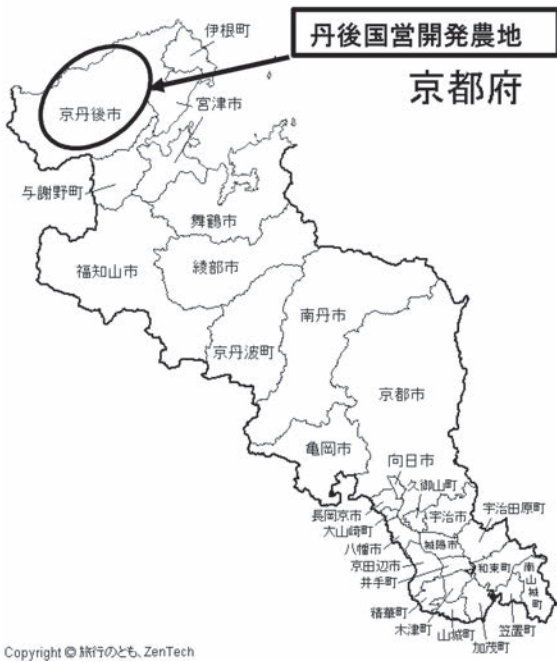 伊根町
丹後国営開発農地
京都府
京丹後市
宮津市
与謝野町
舞鶴市
福知山市
綾部市
南丹市
京丹波町
京都市
亀岡市
向日市
久御山町
長岡京市
宇治市
宇治田原町
大山崎町
八幡市
城陽市
京田辺市
和東町
南山城町
井手町
精華町
木津町
山城町
加茂町
笠置町
Copyright © 旅行のとも、ZenTech